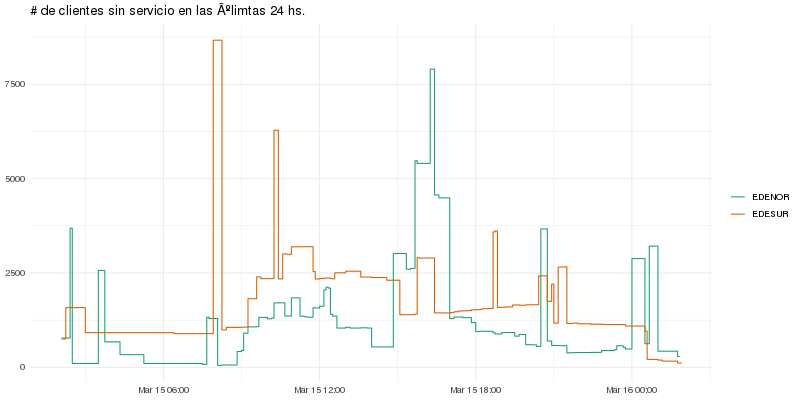 # de clientes sin servicio en las Ãºlimtas 24 hs.
7500
5000
2500
0
Mar 15 06:00
Mar 15 12:00
Mar 15 18:00
Mar 16 00:00
EDENOR
EDESUR